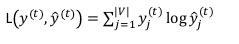 L(y^{(t)}, ŷ^{(t)}) = ∑_{j=1}^{|V|} y_j^{(t)} log ŷ_j^{(t)}